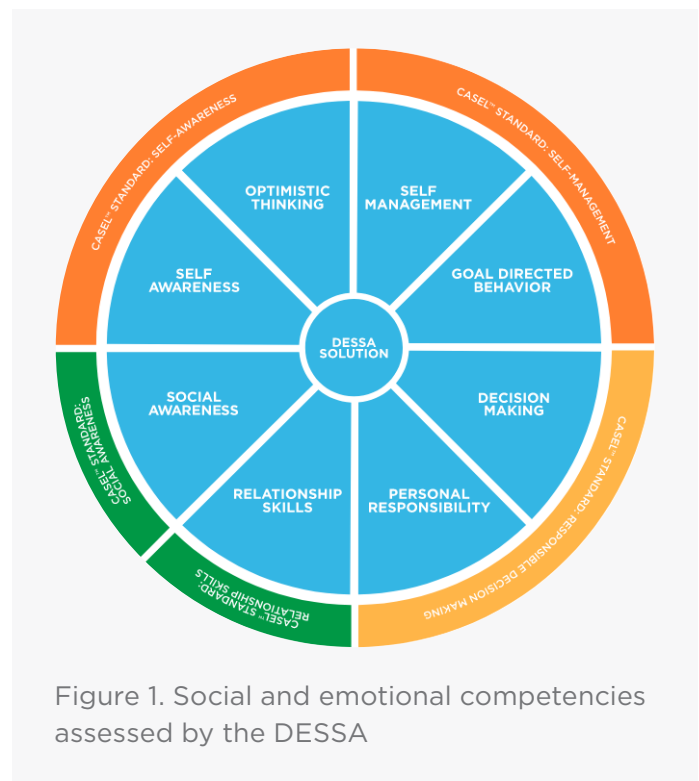 CASEL™ STANDARD: SELF-AWARENESS
CASEL™ STANDARD: SELF-MANAGEMENT
OPTIMISTIC
THINKING
SELF
MANAGEMENT
SELF
AWARENESS
GOAL DIRECTED
BEHAVIOR
DESSA
SOLUTION
SOCIAL
AWARENESS
DECISION
MAKING
RELATIONSHIP
SKILLS
PERSONAL
RESPONSIBILITY
CASEL™ STANDARD:
SOCIAL AWARENESS
CASEL™ STANDARD:
RELATIONSHIP SKILLS
CASEL™ STANDARD: RESPONSIBLE DECISION MAKING
Figure 1. Social and emotional competencies
assessed by the DESSA